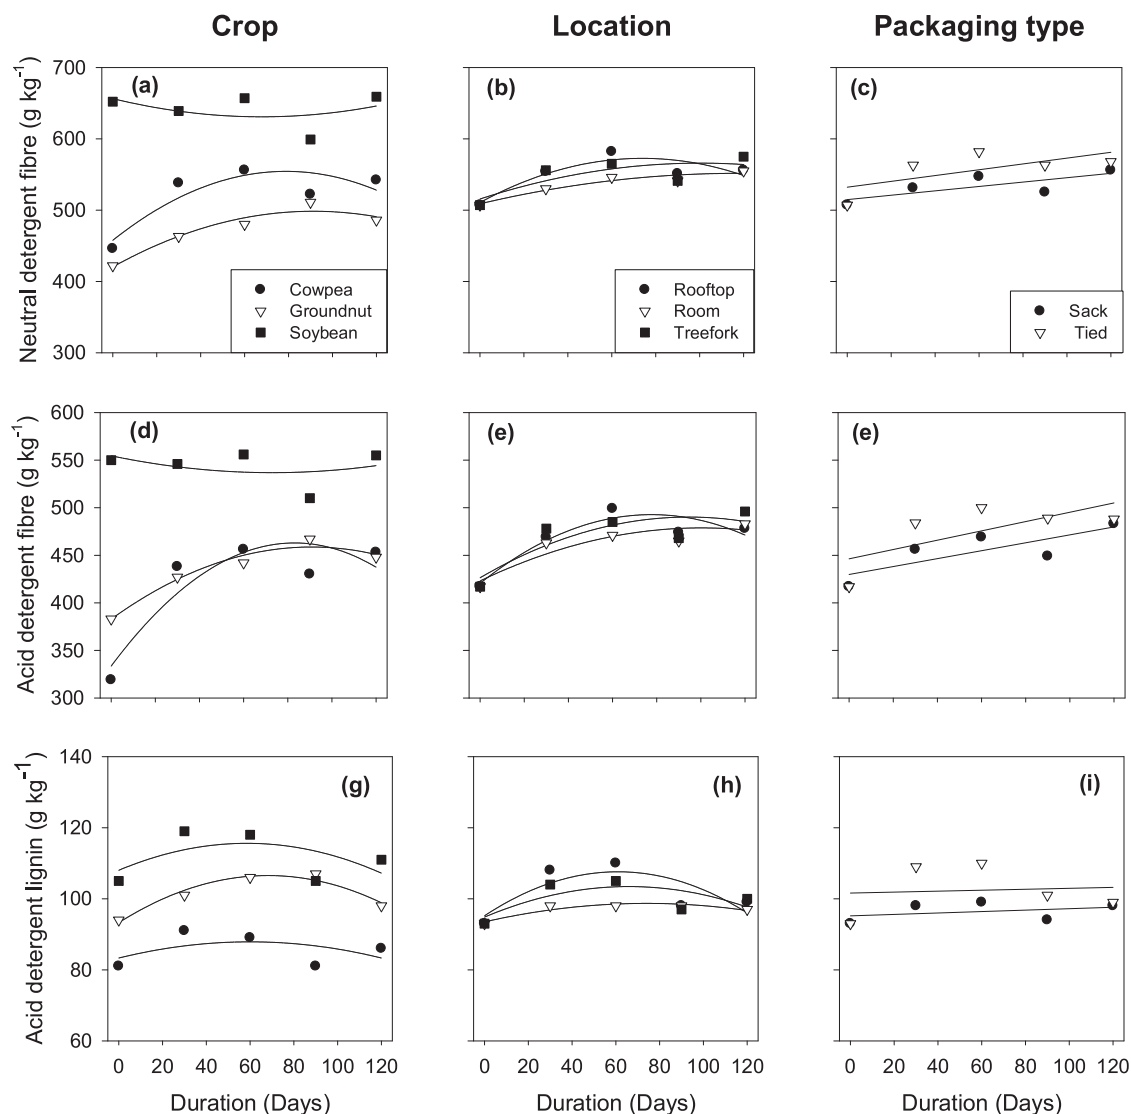 Crop
Location
Packaging type
Neutral detergent fibre (g kg⁻¹)
700
600
500
400
300
(a)
Cowpea
Groundnut
Soybean
(b)
Rooftop
Room
Treefork
(c)
Sack
Tied
Acid detergent fibre (g kg⁻¹)
600
550
500
450
400
350
300
(d)
(e)
(e)
Acid detergent lignin (g kg⁻¹)
140
120
100
80
60
(g)
(h)
(i)
0 20 40 60 80 100 120
0 20 40 60 80 100 120
0 20 40 60 80 100 120
Duration (Days)
Duration (Days)
Duration (Days)